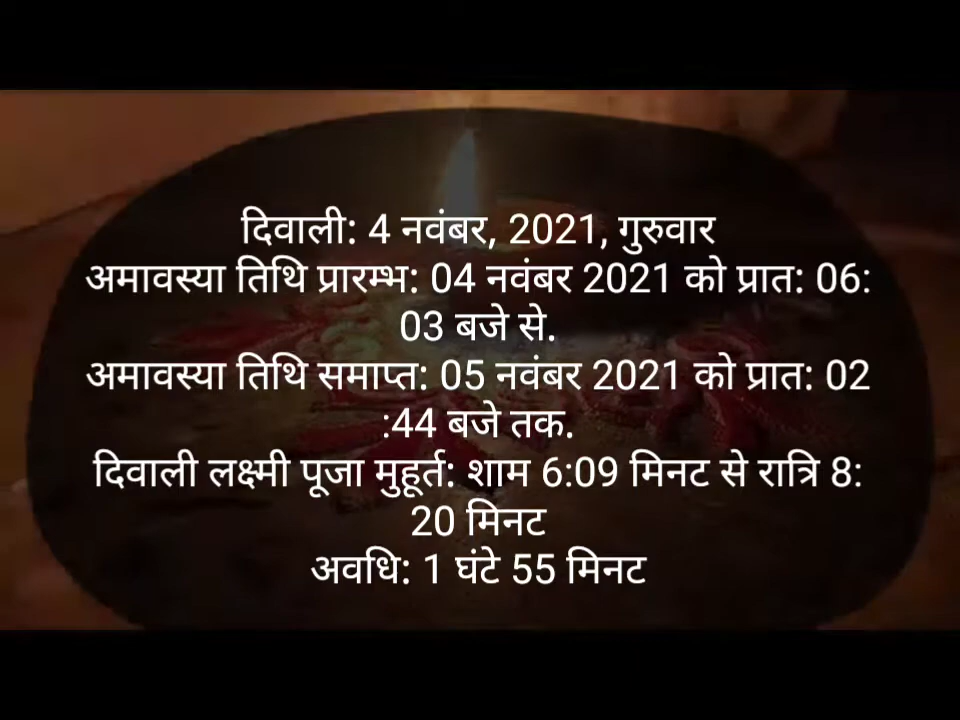 दिवाली: 4 नवंबर, 2021, गुरुवार
अमावस्या तिथि प्रारम्भ: 04 नवंबर 2021 को प्रात: 06:
03 बजे से.
अमावस्या तिथि समाप्त: 05 नवंबर 2021 को प्रात: 02
:44 बजे तक.
दिवाली लक्ष्मी पूजा मुहूर्त: शाम 6:09 मिनट से रात्रि 8:
20 मिनट
अवधि: 1 घंटे 55 मिनट